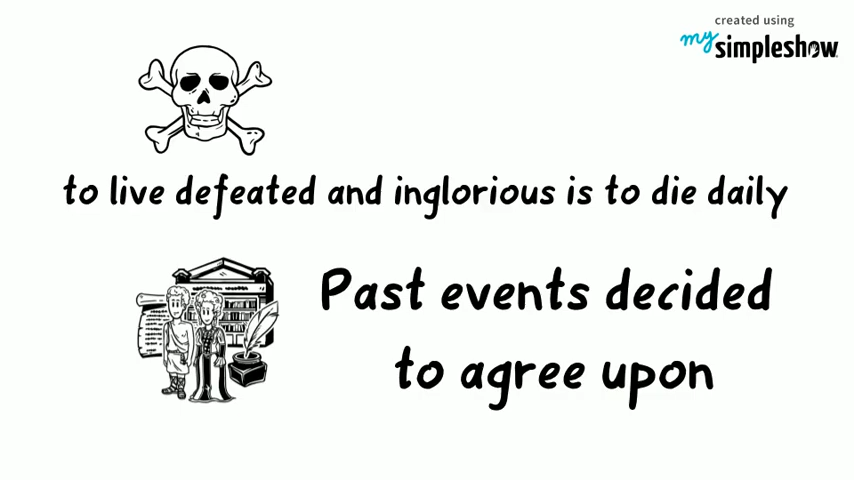 created using
my simpleshow
to live defeated and inglorious is to die daily
Past events decided
to agree upon